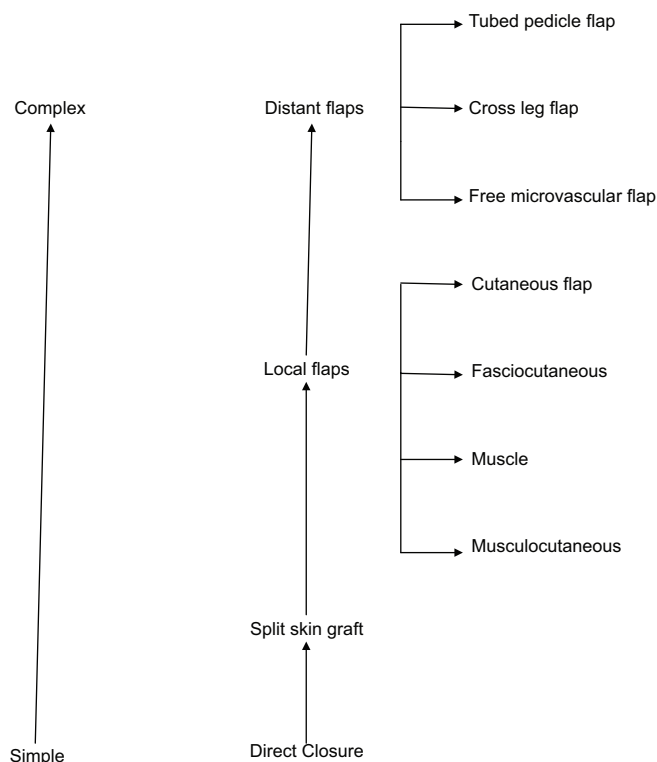 Tubed pedicle flap
Complex
Distant flaps
Cross leg flap
Free microvascular flap
Cutaneous flap
Local flaps
Fasciocutaneous
Muscle
Musculocutaneous
Split skin graft
Simple
Direct Closure